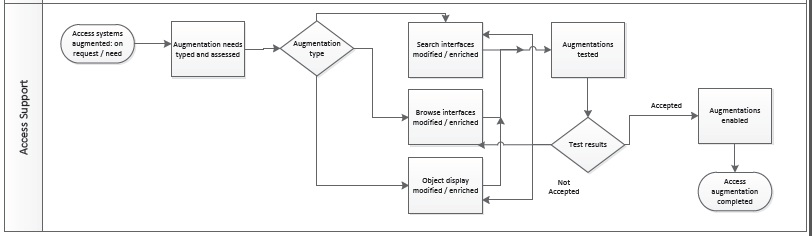 Access Support
Access systems
augmented: on
request / need
Augmentation needs
typed and assessed
Augmentation
type
Search interfaces
modified / enriched
Browse interfaces
modified / enriched
Object display
modified / enriched
Augmentations
tested
Test results
Not
Accepted
Accepted
Augmentations
enabled
Access
augmentation
completed